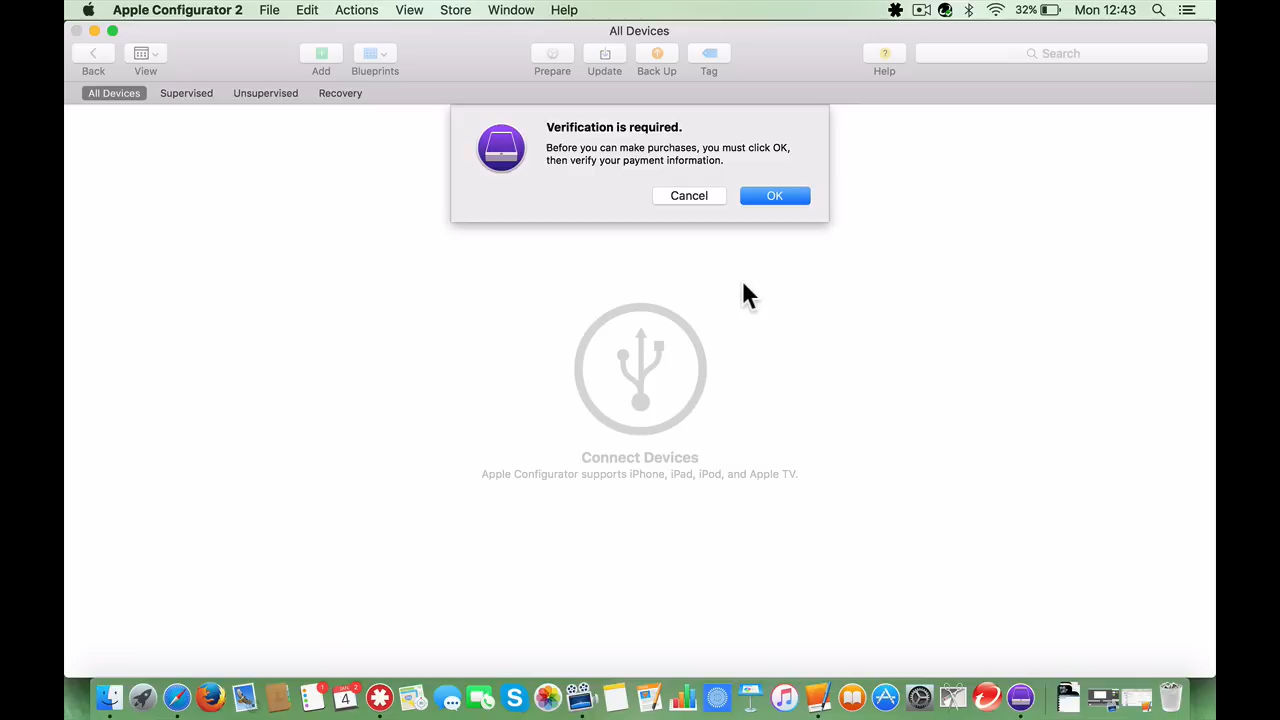 Apple Configurator 2 File Edit Actions View Store Window Help 32% Mon 12:43
All Devices
Back View Add Blueprints Prepare Update Back Up Tag Help Search
All Devices Supervised Unsupervised Recovery
Verification is required.
Before you can make purchases, you must click OK,
then verify your payment information.
Cancel OK
Connect Devices
Apple Configurator supports iPhone, iPad, iPod, and Apple TV.